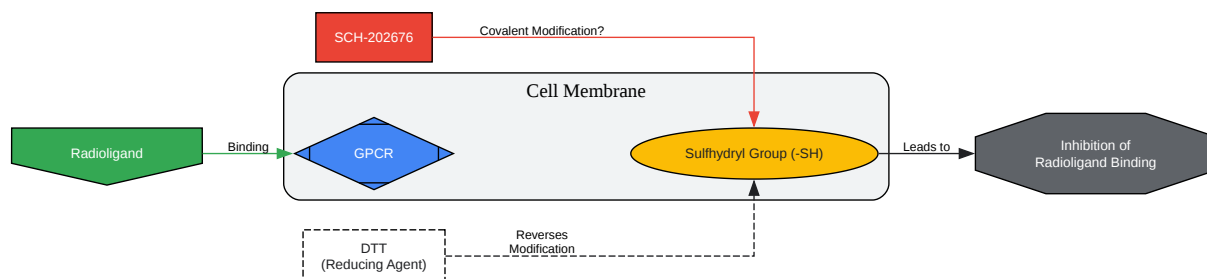 SCH-202676
Covalent Modification?
Cell Membrane
Radioligand
Binding
GPCR
Sulfhydryl Group (-SH)
Leads to
Inhibition of
Radioligand Binding
DTT
(Reducing Agent)
Reverses
Modification